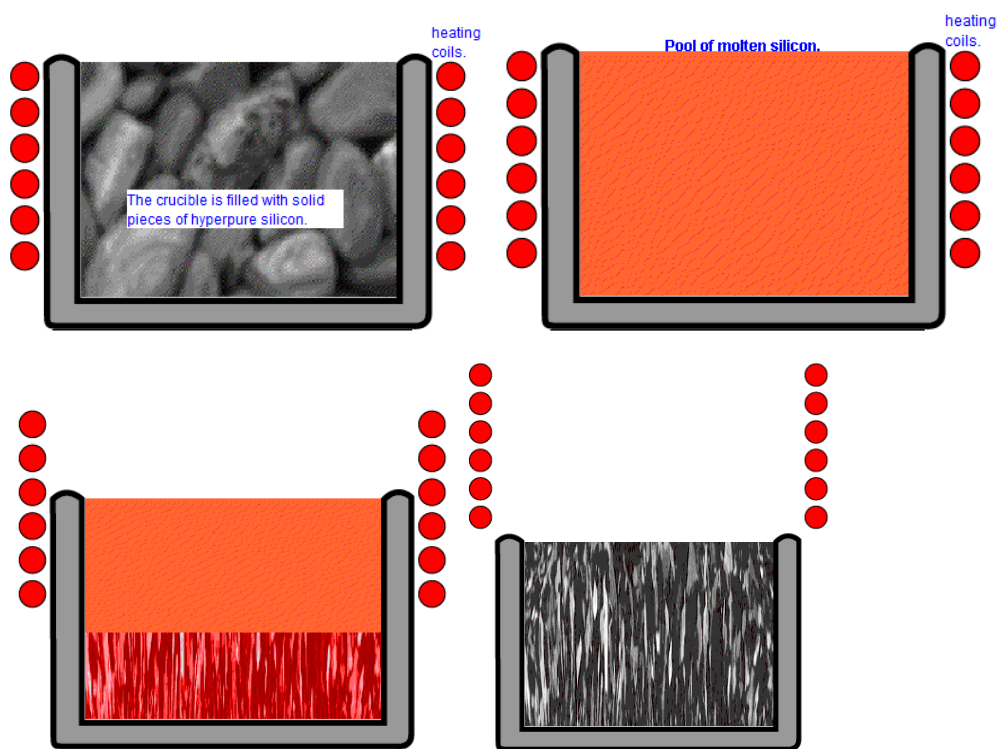 heating
coils.
The crucible is filled with solid
pieces of hyperpure silicon.
Pool of molten silicon.
heating
coils.